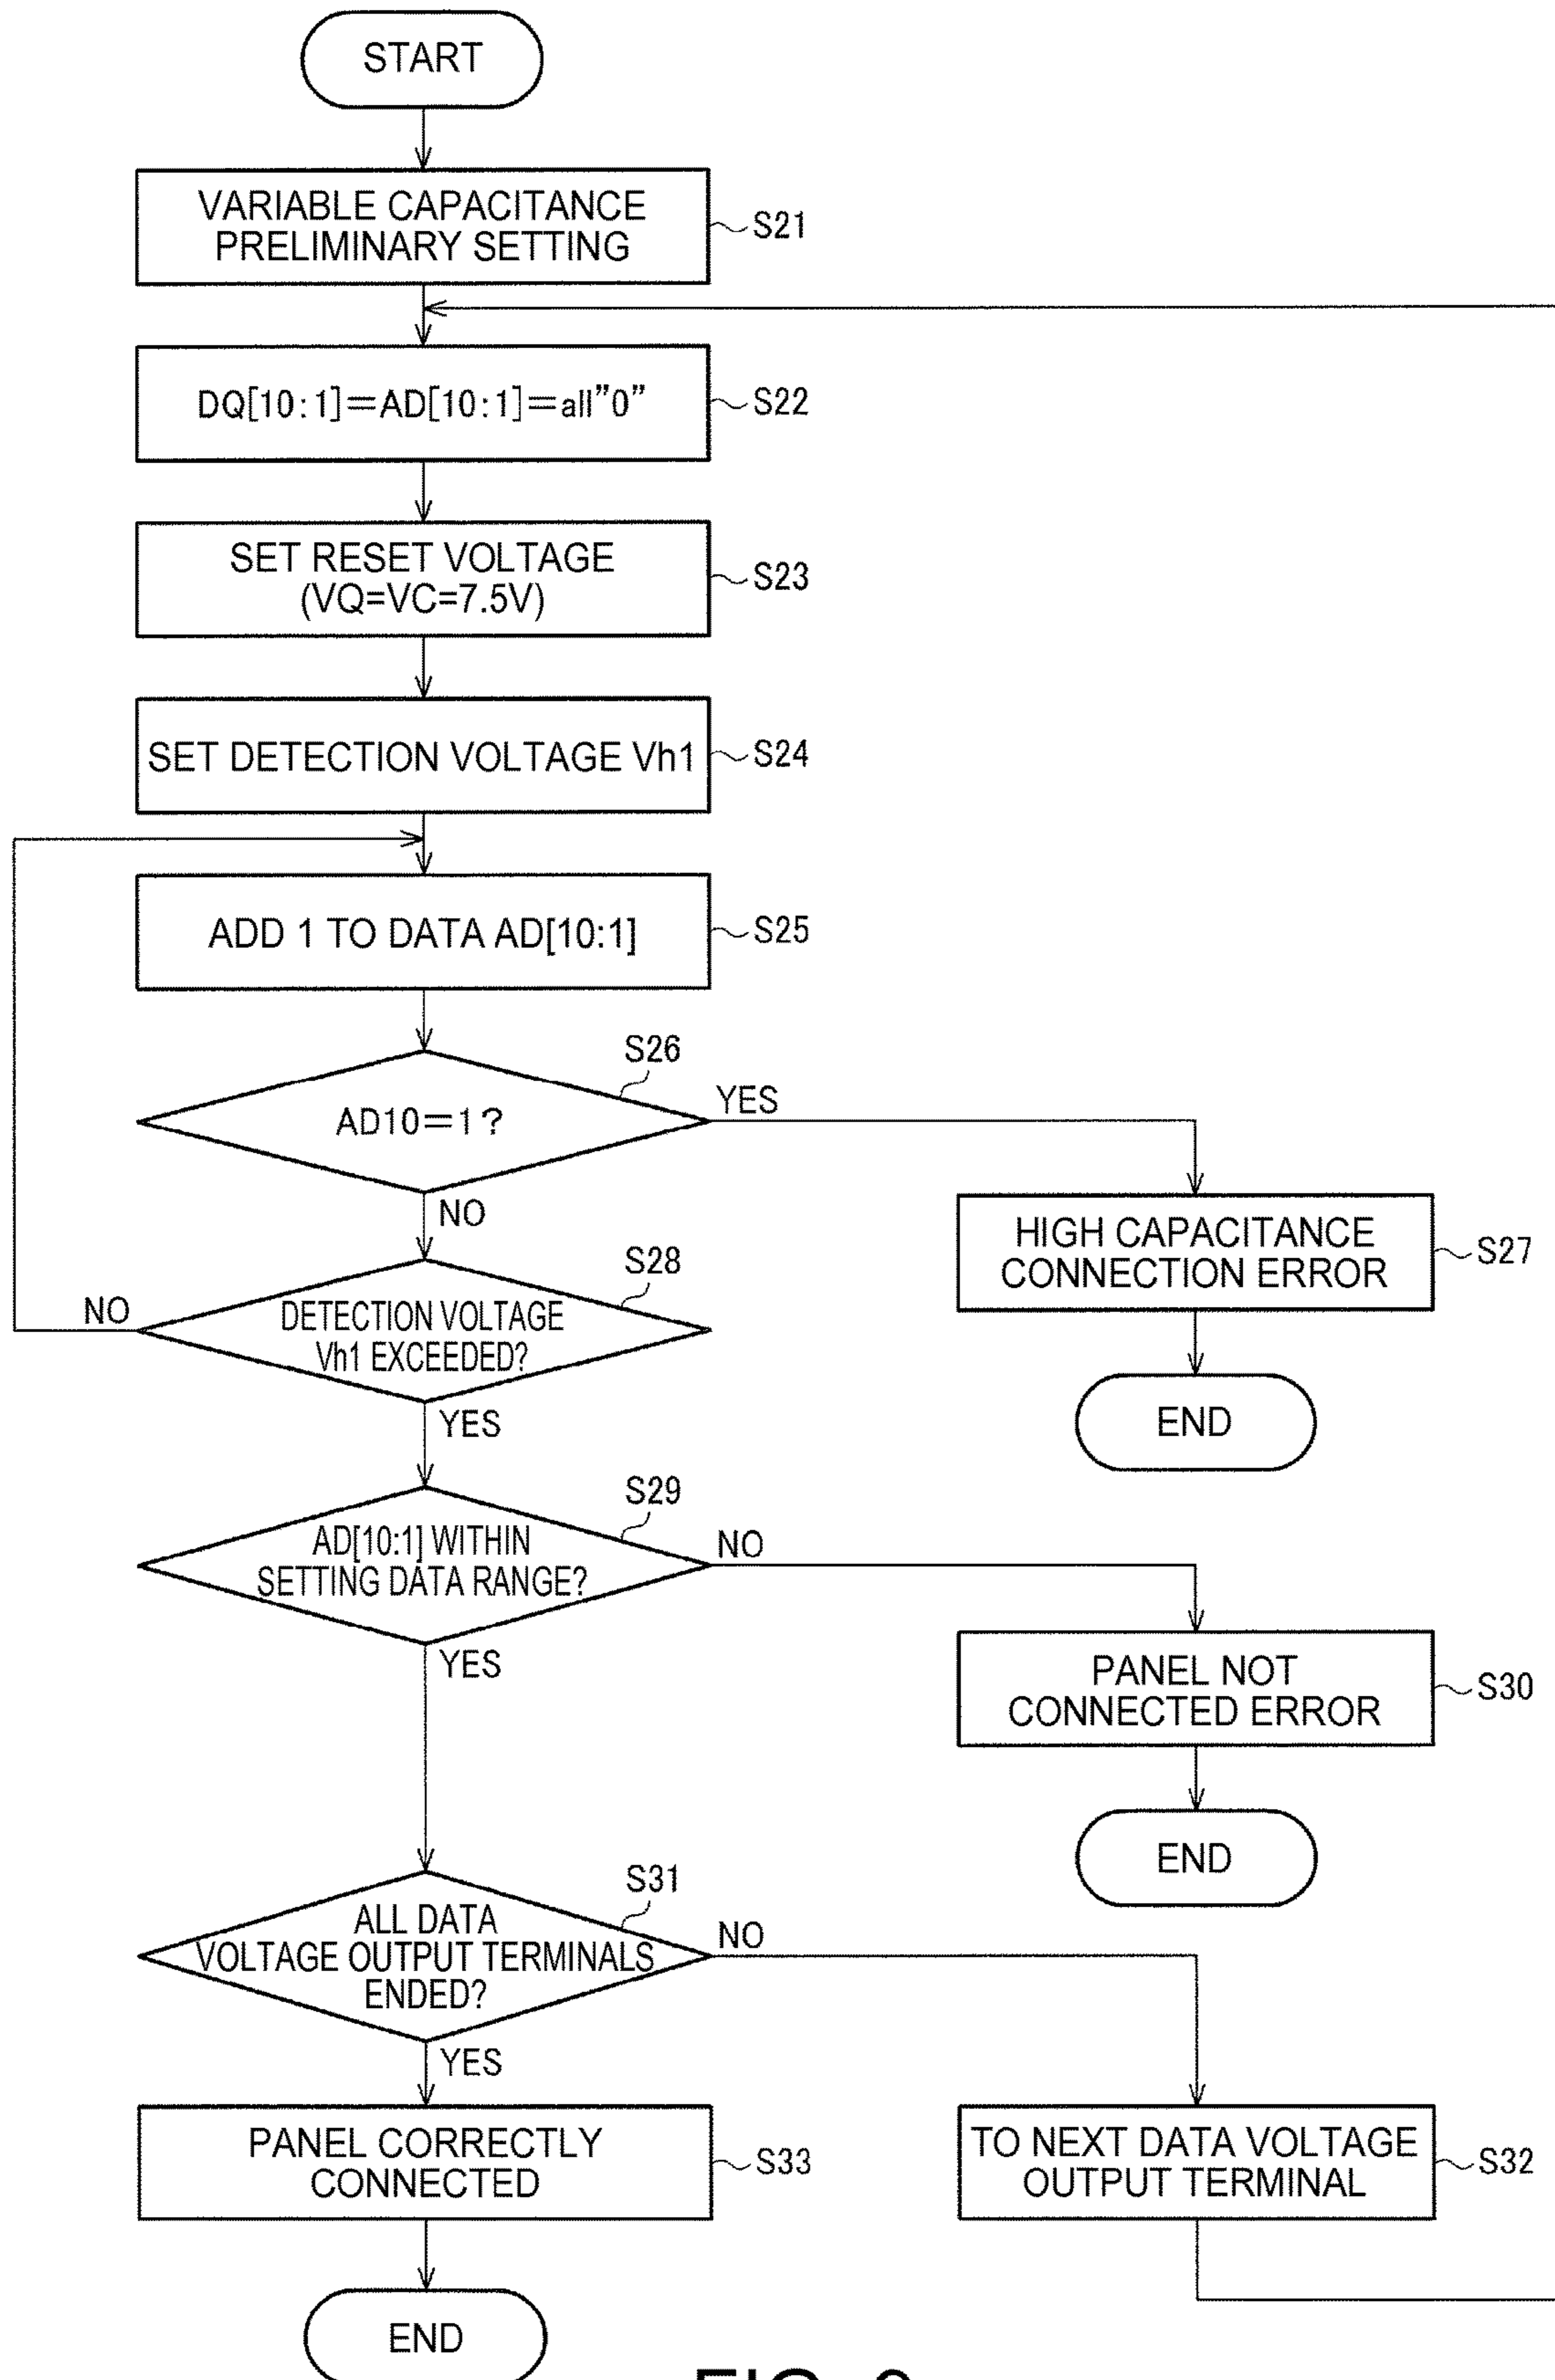 START
VARIABLE CAPACITANCE
PRELIMINARY SETTING
S21
DQ[10:1]=AD[10:1]=all"0"
S22
SET RESET VOLTAGE
(VQ=VC=7.5V)
S23
SET DETECTION VOLTAGE Vh1
S24
ADD 1 TO DATA AD[10:1]
S25
S26
AD10=1?
YES
NO
HIGH CAPACITANCE
CONNECTION ERROR
S27
END
S28
DETECTION VOLTAGE
Vh1 EXCEEDED?
NO
YES
S29
AD[10:1] WITHIN
SETTING DATA RANGE?
NO
YES
PANEL NOT
CONNECTED ERROR
S30
END
S31
ALL DATA
VOLTAGE OUTPUT TERMINALS
ENDED?
NO
YES
PANEL CORRECTLY
CONNECTED
S33
TO NEXT DATA VOLTAGE
OUTPUT TERMINAL
S32
END